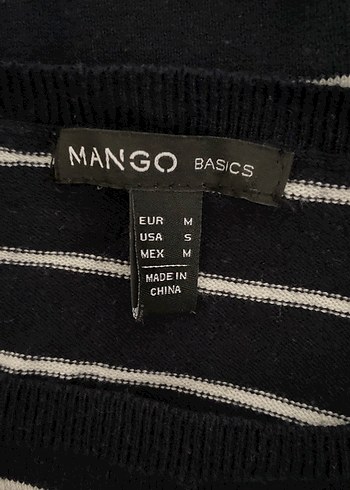 MANGO BASICS
EUR M
USA S
MEX M
MADE IN
CHINA